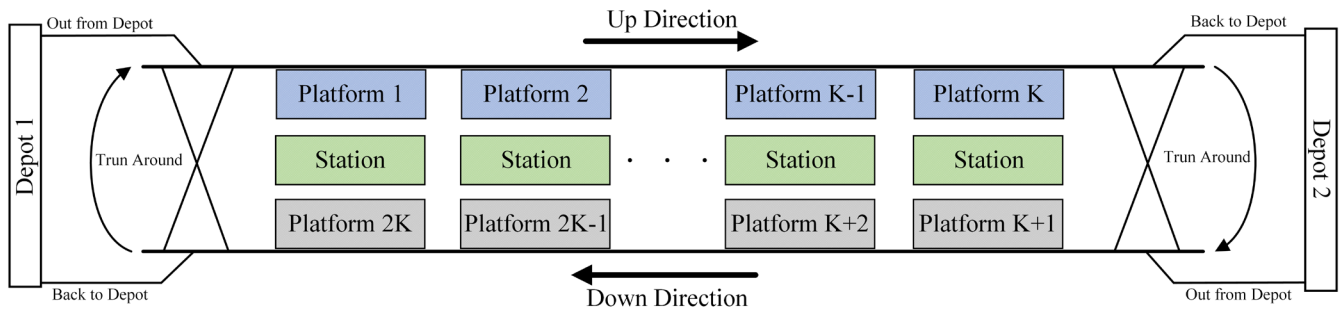 Out from Depot
Up Direction
Back to Depot
Platform 1
Platform 2
Platform K-1
Platform K
Depot 1
Trun Around
Station
Station
. . .
Station
Station
Trun Around
Depot 2
Platform 2K
Platform 2K-1
Platform K+2
Platform K+1
Back to Depot
Down Direction
Out from Depot